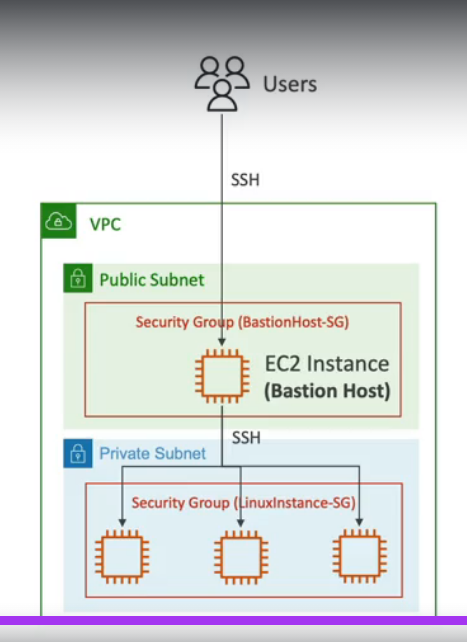 Users
SSH
VPC
Public Subnet
Security Group (BastionHost-SG)
EC2 Instance
(Bastion Host)
SSH
Private Subnet
Security Group (LinuxInstance-SG)